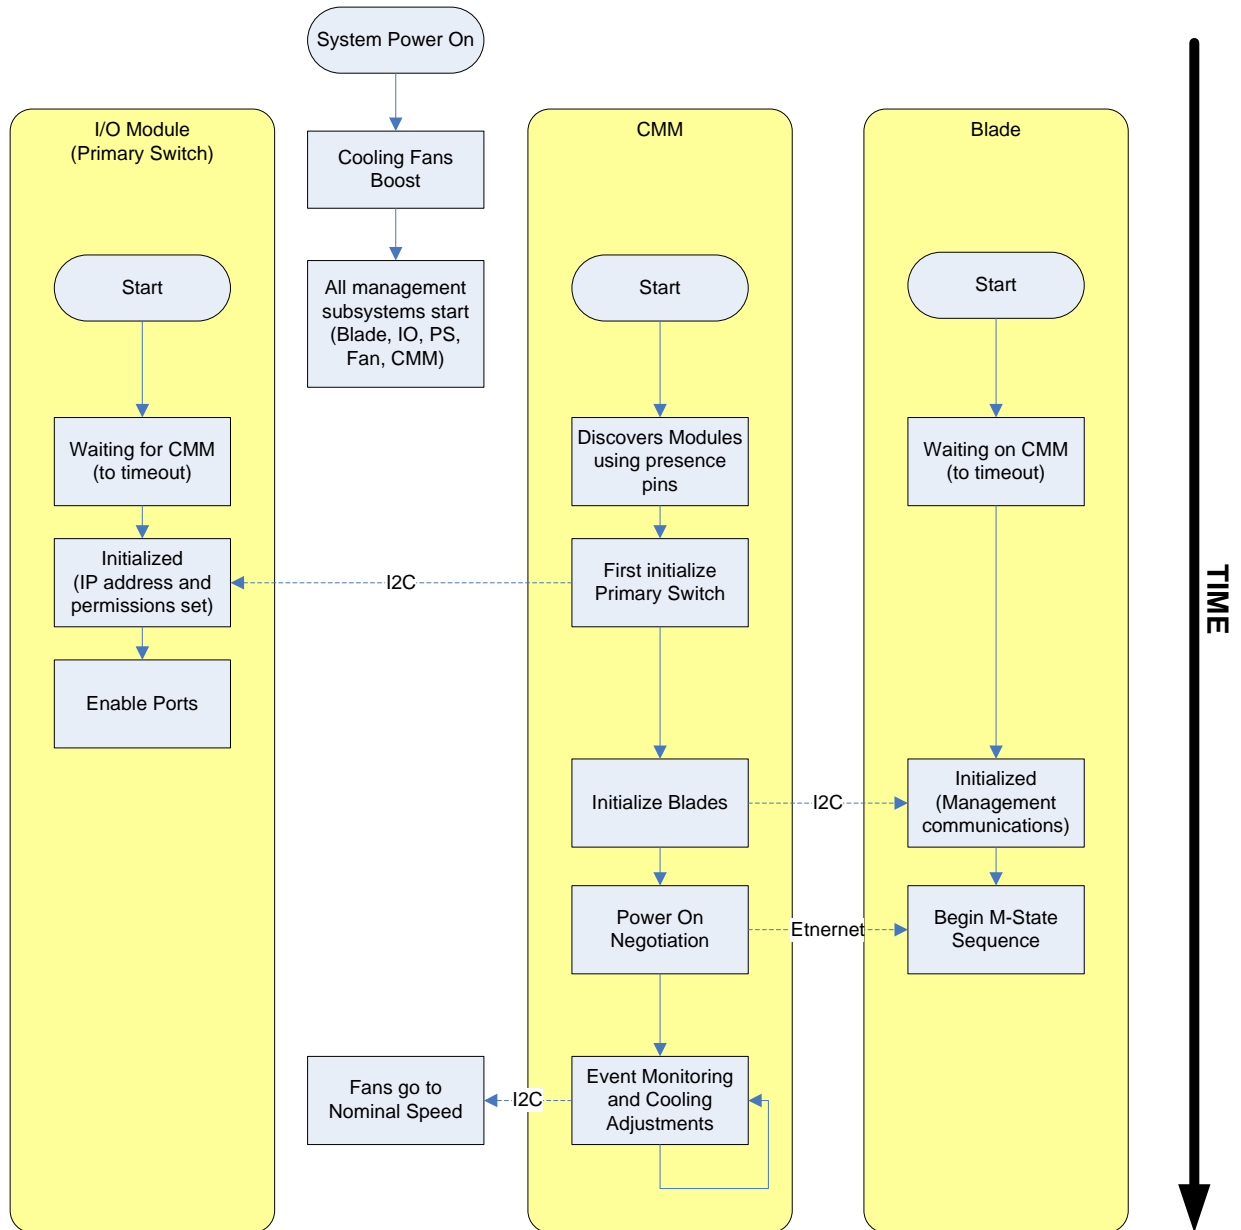 System Power On
I/O Module
(Primary Switch)
CMM
Blade
Cooling Fans
Boost
Start
All management
subsystems start
(Blade, IO, PS,
Fan, CMM)
Start
Start
Waiting for CMM
(to timeout)
Discovers Modules
using presence
pins
Waiting on CMM
(to timeout)
Initialized
(IP address and
permissions set)
I2C
First initialize
Primary Switch
TIME
Enable Ports
Initialize Blades
I2C
Initialized
(Management
communications)
Power On
Negotiation
Etnernet
Begin M-State
Sequence
Fans go to
Nominal Speed
I2C
Event Monitoring
and Cooling
Adjustments